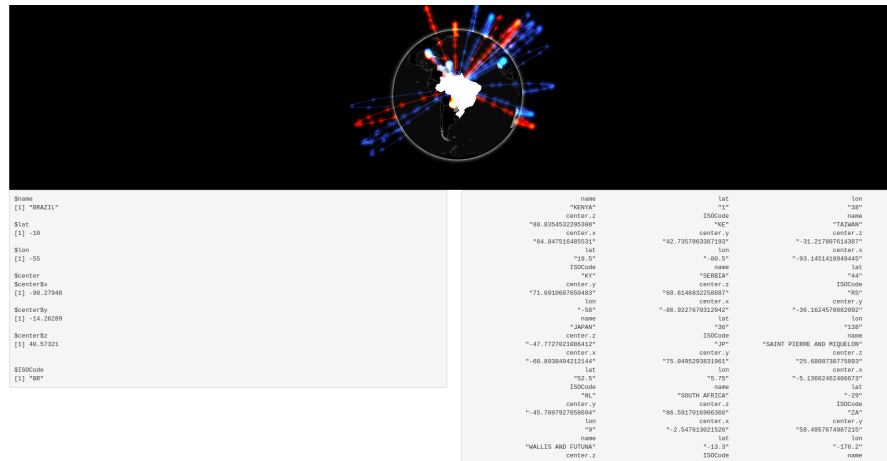 $name
[1] "BRAZIL"
$lat
[1] -10
$lon
[1] -55
$center
$center$x
[1] -90.27948
$center$y
[1] -14.26289
$center$z
[1] 40.57321
$ISOCode
[1] "BR"
name lat lon
"KENYA" "1" "38"
center.z ISOCode name
"88.8354532295308" "KE" "TAIWAN"
center.x center.y center.z
"84.847516485531" "42.7357863387193" "-31.217807614387"
lat lon center.x
"19.5" "-80.5" "-93.1451418949445"
ISOCode name lat
"KY" "SERBIA" "44"
center.y center.z ISOCode
"71.6910607650483" "68.6146832258887" "RS"
lon center.x center.y
"-58" "-86.9227670312942" "-36.1624570082092"
name lat lon
"JAPAN" "36" "138"
center.z ISOCode name
"-47.7727021086412" "JP" "SAINT PIERRE AND MIQUELON"
center.x center.y center.z
"-60.8938494212144" "75.0495293831961" "25.6808730775893"
lat lon center.x
"52.5" "5.75" "-5.13662462466673"
ISOCode name lat
"NL" "SOUTH AFRICA" "-29"
center.y center.z ISOCode
"-45.7097927058694" "86.5917016906366" "ZA"
lon center.x center.y
"9" "-2.547613021526" "58.4957674987215"
name lat lon
"WALLIS AND FUTUNA" "-13.3" "-176.2"
center.z ISOCode name